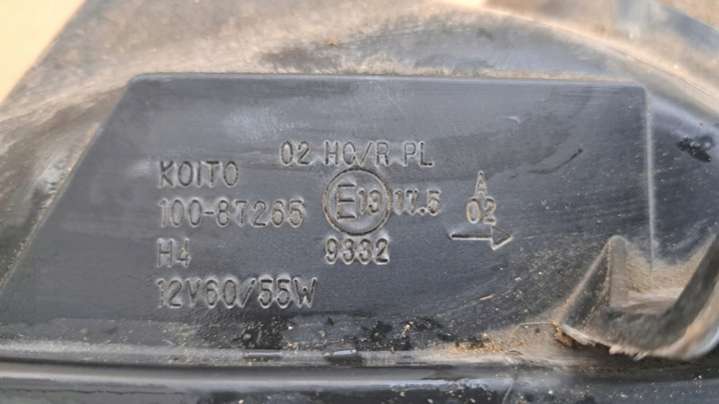 02 HC/R PL
KOITO
100-87265
E13 17.5
A
02
H4
9332
12V60/55W